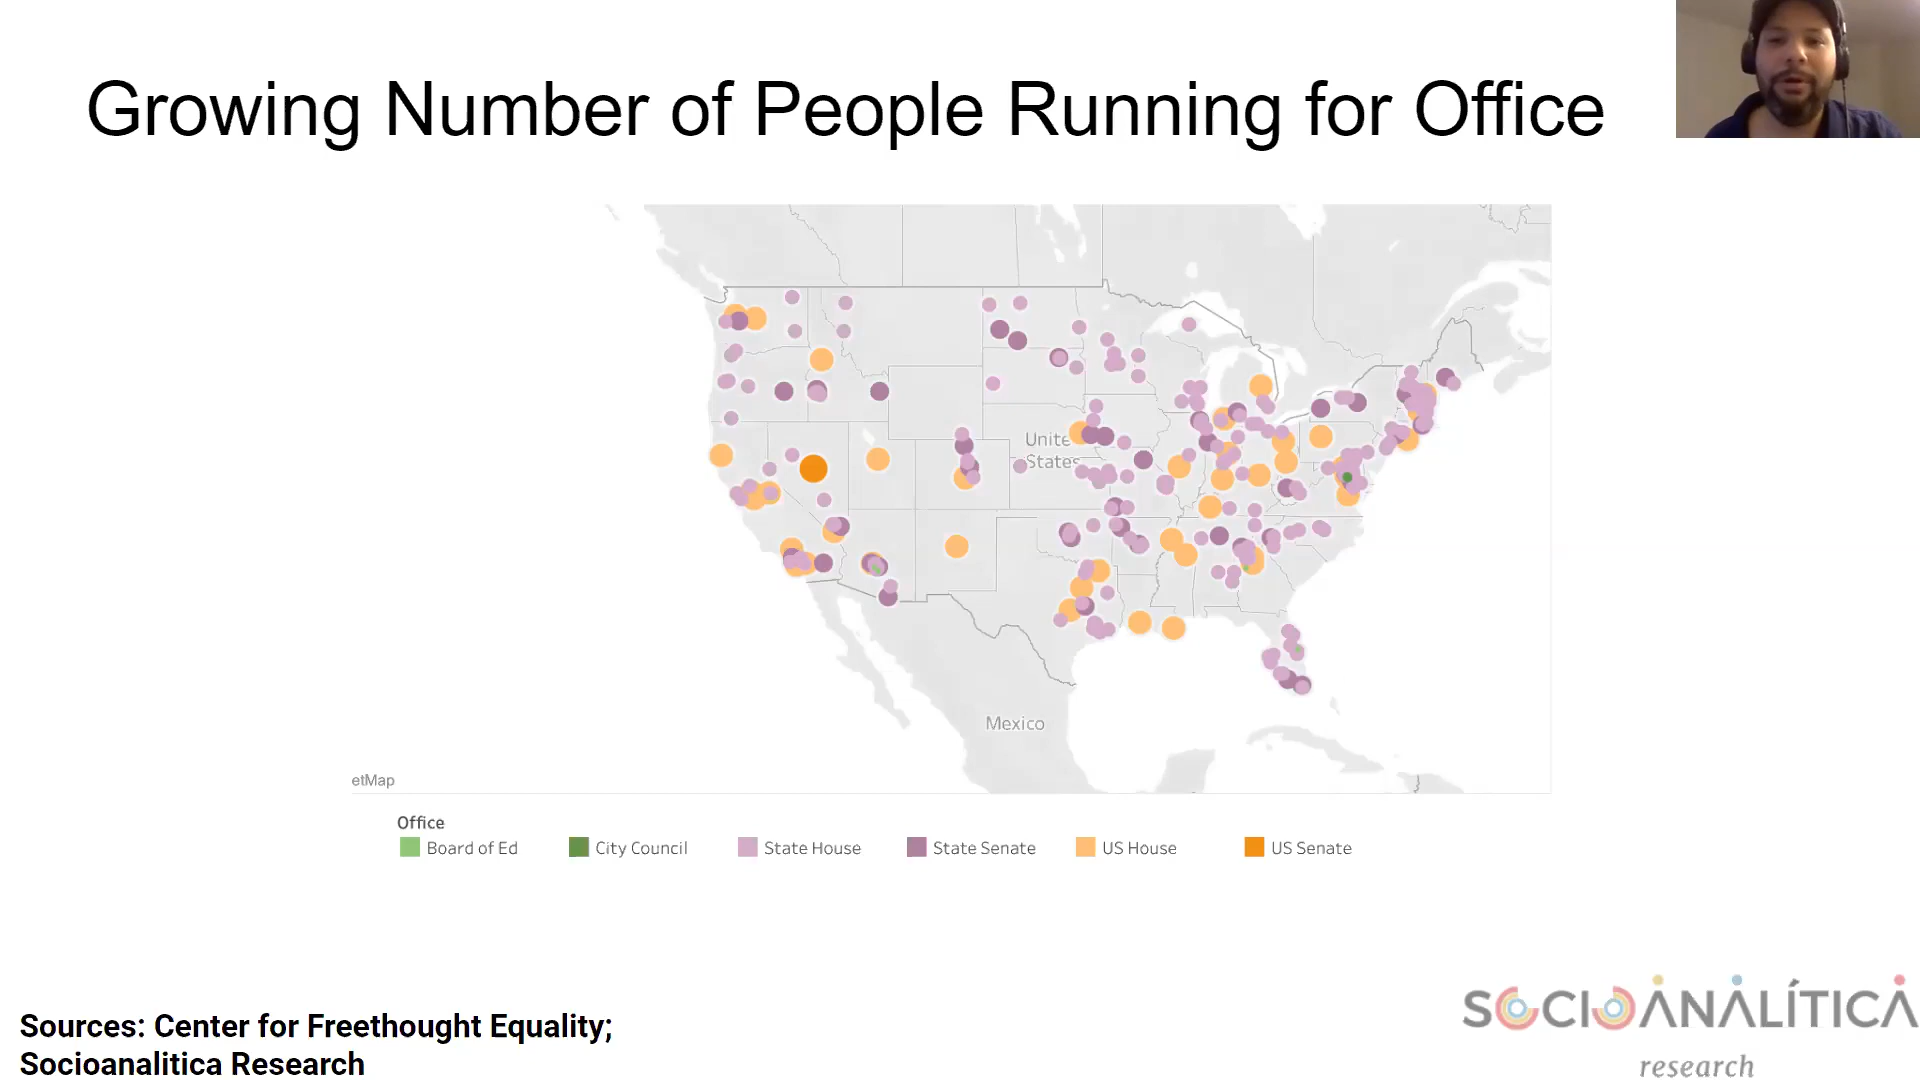 Growing Number of People Running for Office
Unite
States
Mexico
etMap
Office
Board of Ed
City Council
State House
State Senate
US House
US Senate
Sources: Center for Freethought Equality;
Socioanalitica Research
SOCIOANALÍTICA
research